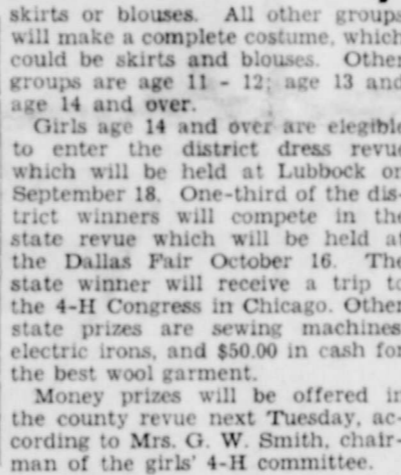 skirts or blouses. All other groups
will make a complete costume, which
could be skirts and blouses. Other
groups are age 11 - 12; age 13 and
age 14 and over.
Girls age 14 and over are elegible
to enter the district dress revue
which will be held at Lubbock on
September 18. One-third of the dis-
trict winners will compete in the
state revue which will be held at
the Dallas Fair October 16. The
state winner will receive a trip to
the 4-H Congress in Chicago. Other
state prizes are sewing machines,
electric irons, and $50.00 in cash for
the best wool garment.
Money prizes will be offered in
the county revue next Tuesday, ac-
cording to Mrs. G. W. Smith, chair-
man of the girls' 4-H committee.